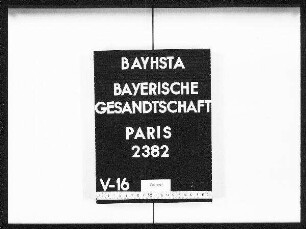 BAYHSTA
BAYERISCHE
GESANDTSCHAFT
PARIS
2382
V-16